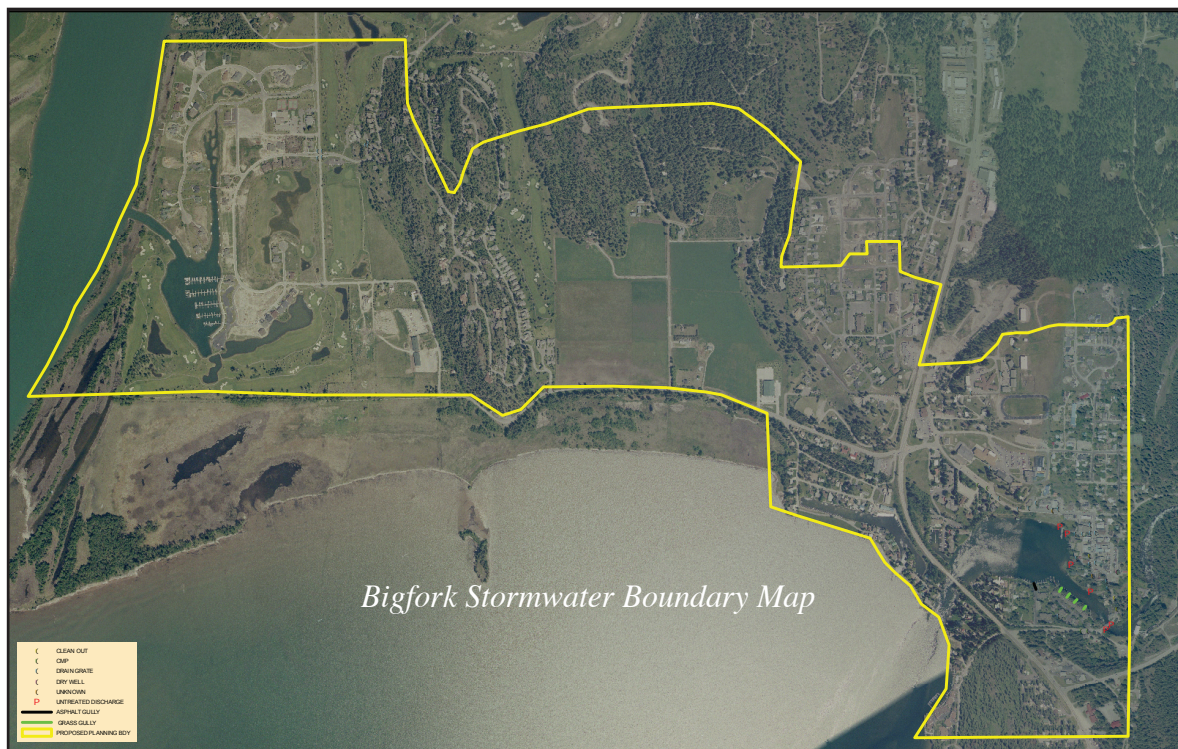 Bigfork Stormwater Boundary Map
CLEAN OUT
CMP
DRAIN GRATE
DRY WELL
UNKNOWN
P UNTREATED DISCHARGE
ASPHALT GULLY
GRASS GULLY
PROPOSED PLANNING BDY